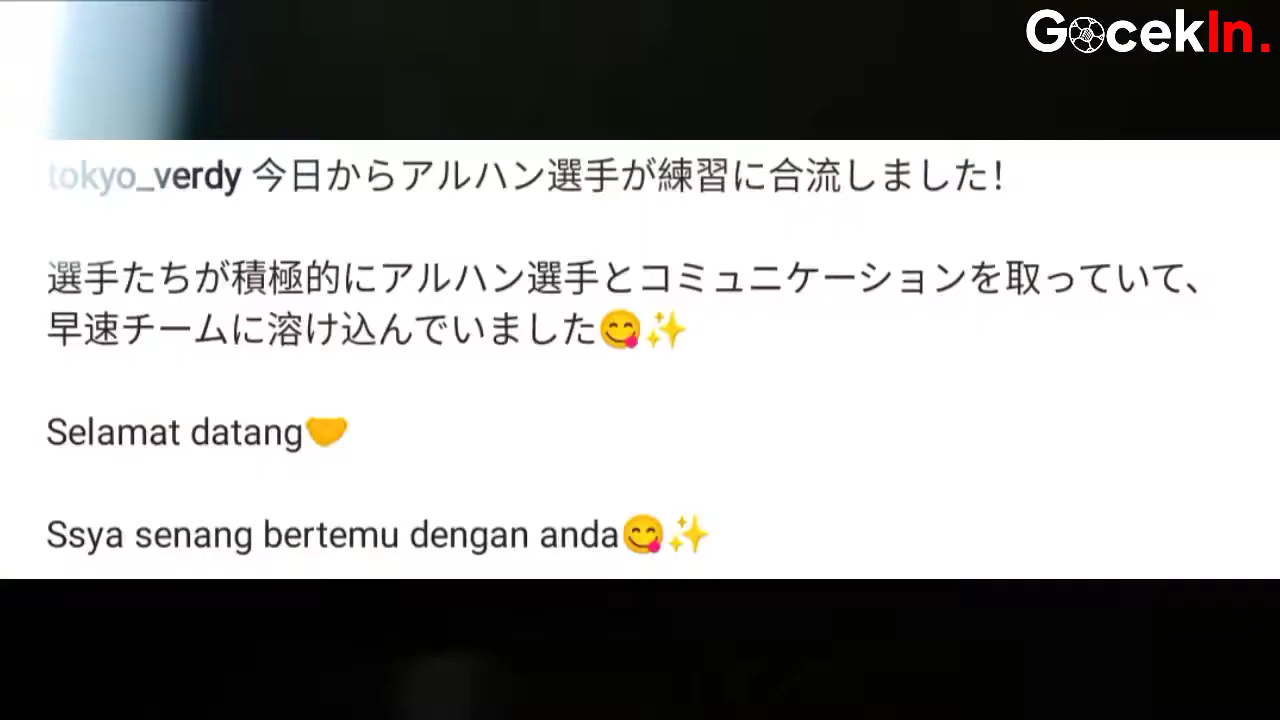 GocekIn.
tokyo_verdy 今日からアルハン選手が練習に合流しました！
選手たちが積極的にアルハン選手とコミュニケーションを取っていて、
早速チームに溶け込んでいました😋✨
Selamat datang🤝
Ssya senang bertemu dengan anda😋✨